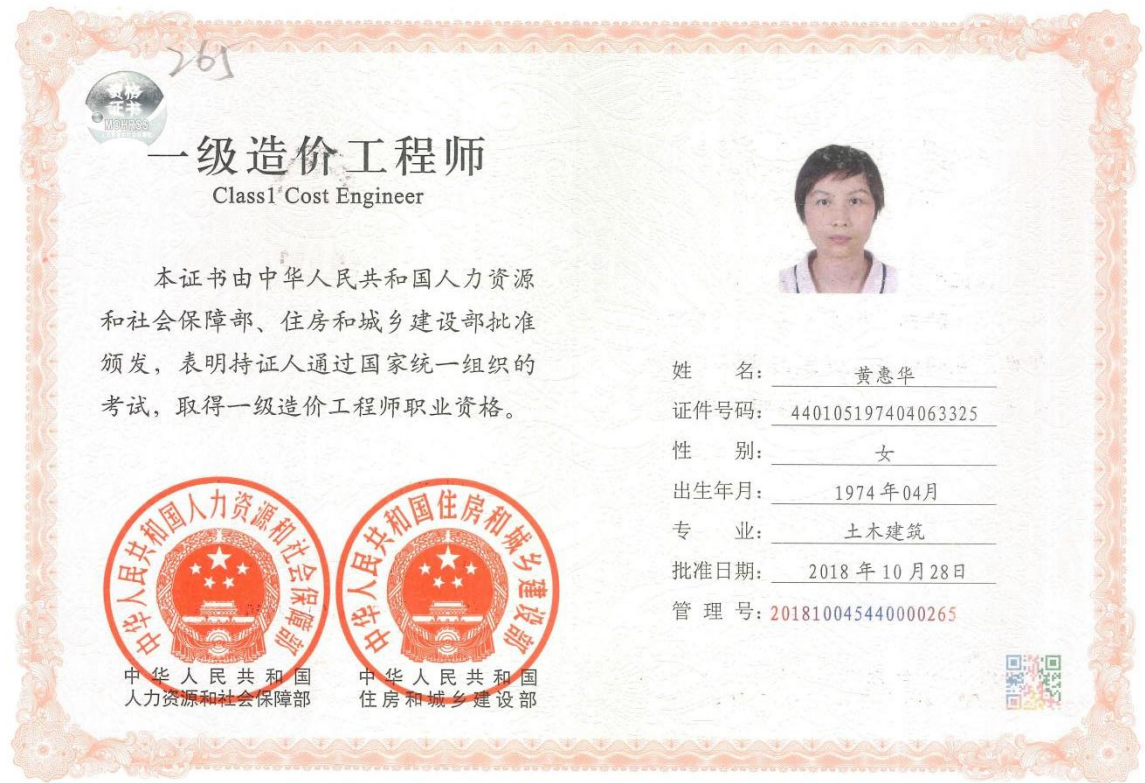 265
资格
证书
MOHRSS
一级造价工程师
Class1 Cost Engineer
本证书由中华人民共和国人力资源
和社会保障部、住房和城乡建设部批准
颁发，表明持证人通过国家统一组织的
考试，取得一级造价工程师职业资格。
中华人民共和国人力资源和社会保障部
中华人民共和国住房和城乡建设部
中华人民共和国
人力资源和社会保障部
中华人民共和国
住房和城乡建设部
姓 名：黄惠华
证件号码：440105197404063325
性 别：女
出生年月：1974年04月
专 业：土木建筑
批准日期：2018年10月28日
管 理 号：201810045440000265